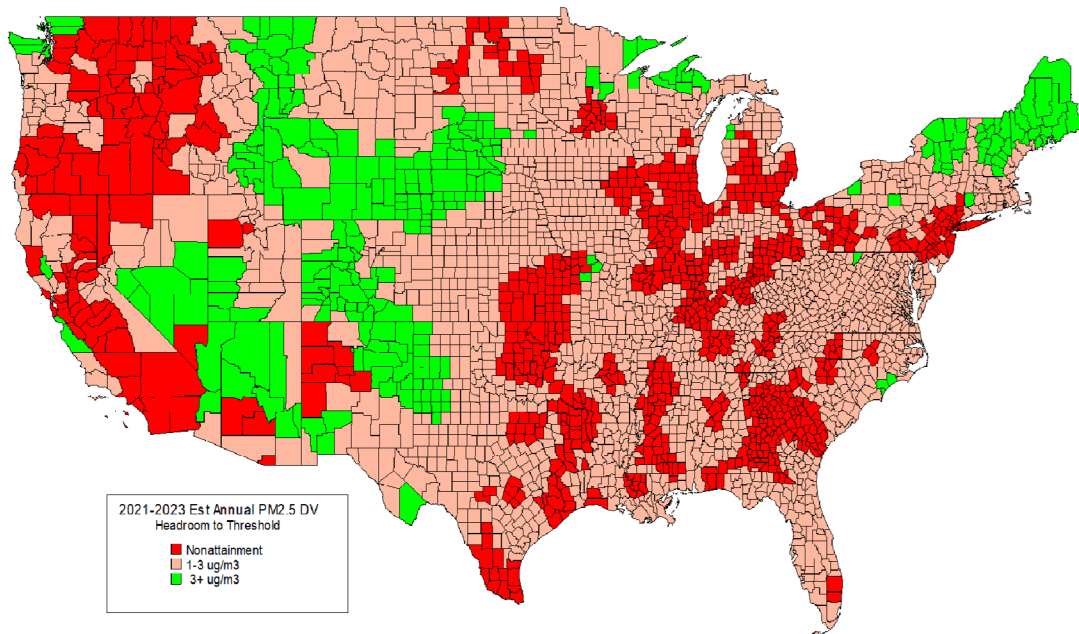 2021-2023 Est Annual PM2.5 DV
Headroom to Threshold
Nonattainment
1-3 ug/m3
3+ ug/m3